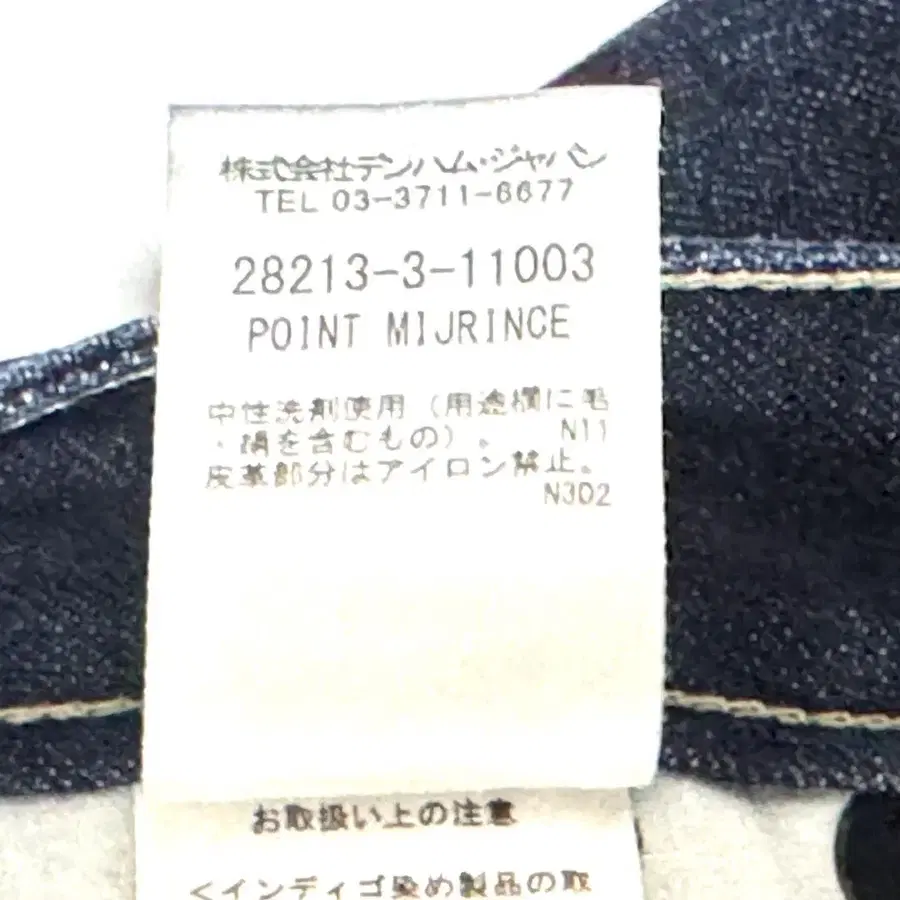 株式会社デンハム・ジャパン
TEL 03-3711-6677
28213-3-11003
POINT MIJRINCE
中性洗剤使用（用途欄に毛
・絹を含むもの）。 N11
皮革部分はアイロン禁止。
N302
お取扱い上の注意
<インディゴ染め製品の取